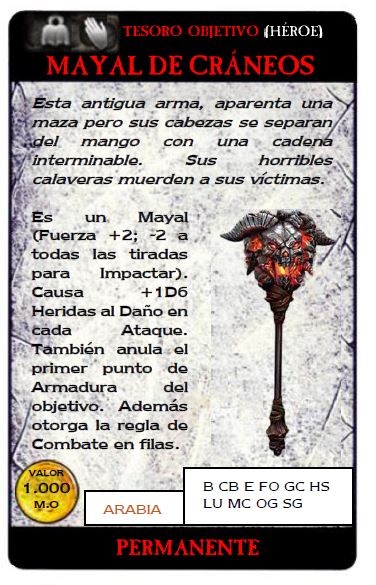 TESORO OBJETIVO (HÉROE)
MAYAL DE CRÁNEOS
Esta antigua arma, aparenta una
maza pero sus cabezas se separan
del mango con una cadena
interminable. Sus horribles
calaveras muerden a sus víctimas.
Es un Mayal
(Fuerza +2; -2 a
todas las tiradas
para Impactar).
Causa +1D6
Heridas al Daño en
cada Ataque.
También anula el
primer punto de
Armadura del
objetivo. Además
otorga la regla de
Combate en filas.
VALOR
1.000
M.O
ARABIA
B CB E FO GC HS
LU MC OG SG
PERMANENTE